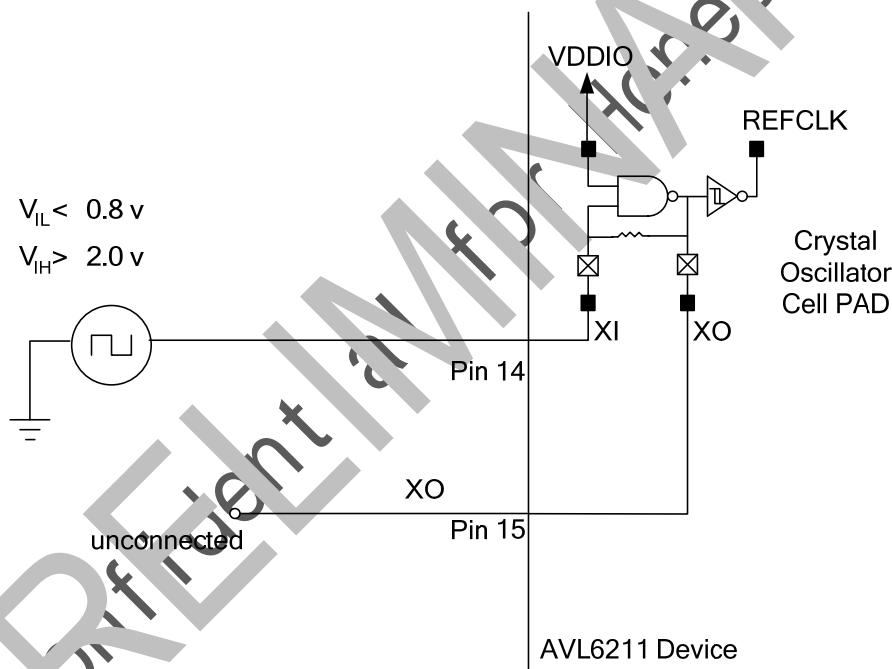 VDDIO
REFCLK
VIL< 0.8 v
VIH> 2.0 v
Crystal
Oscillator
Cell PAD
XI
XO
Pin 14
XO
Pin 15
unconnected
AVL6211 Device